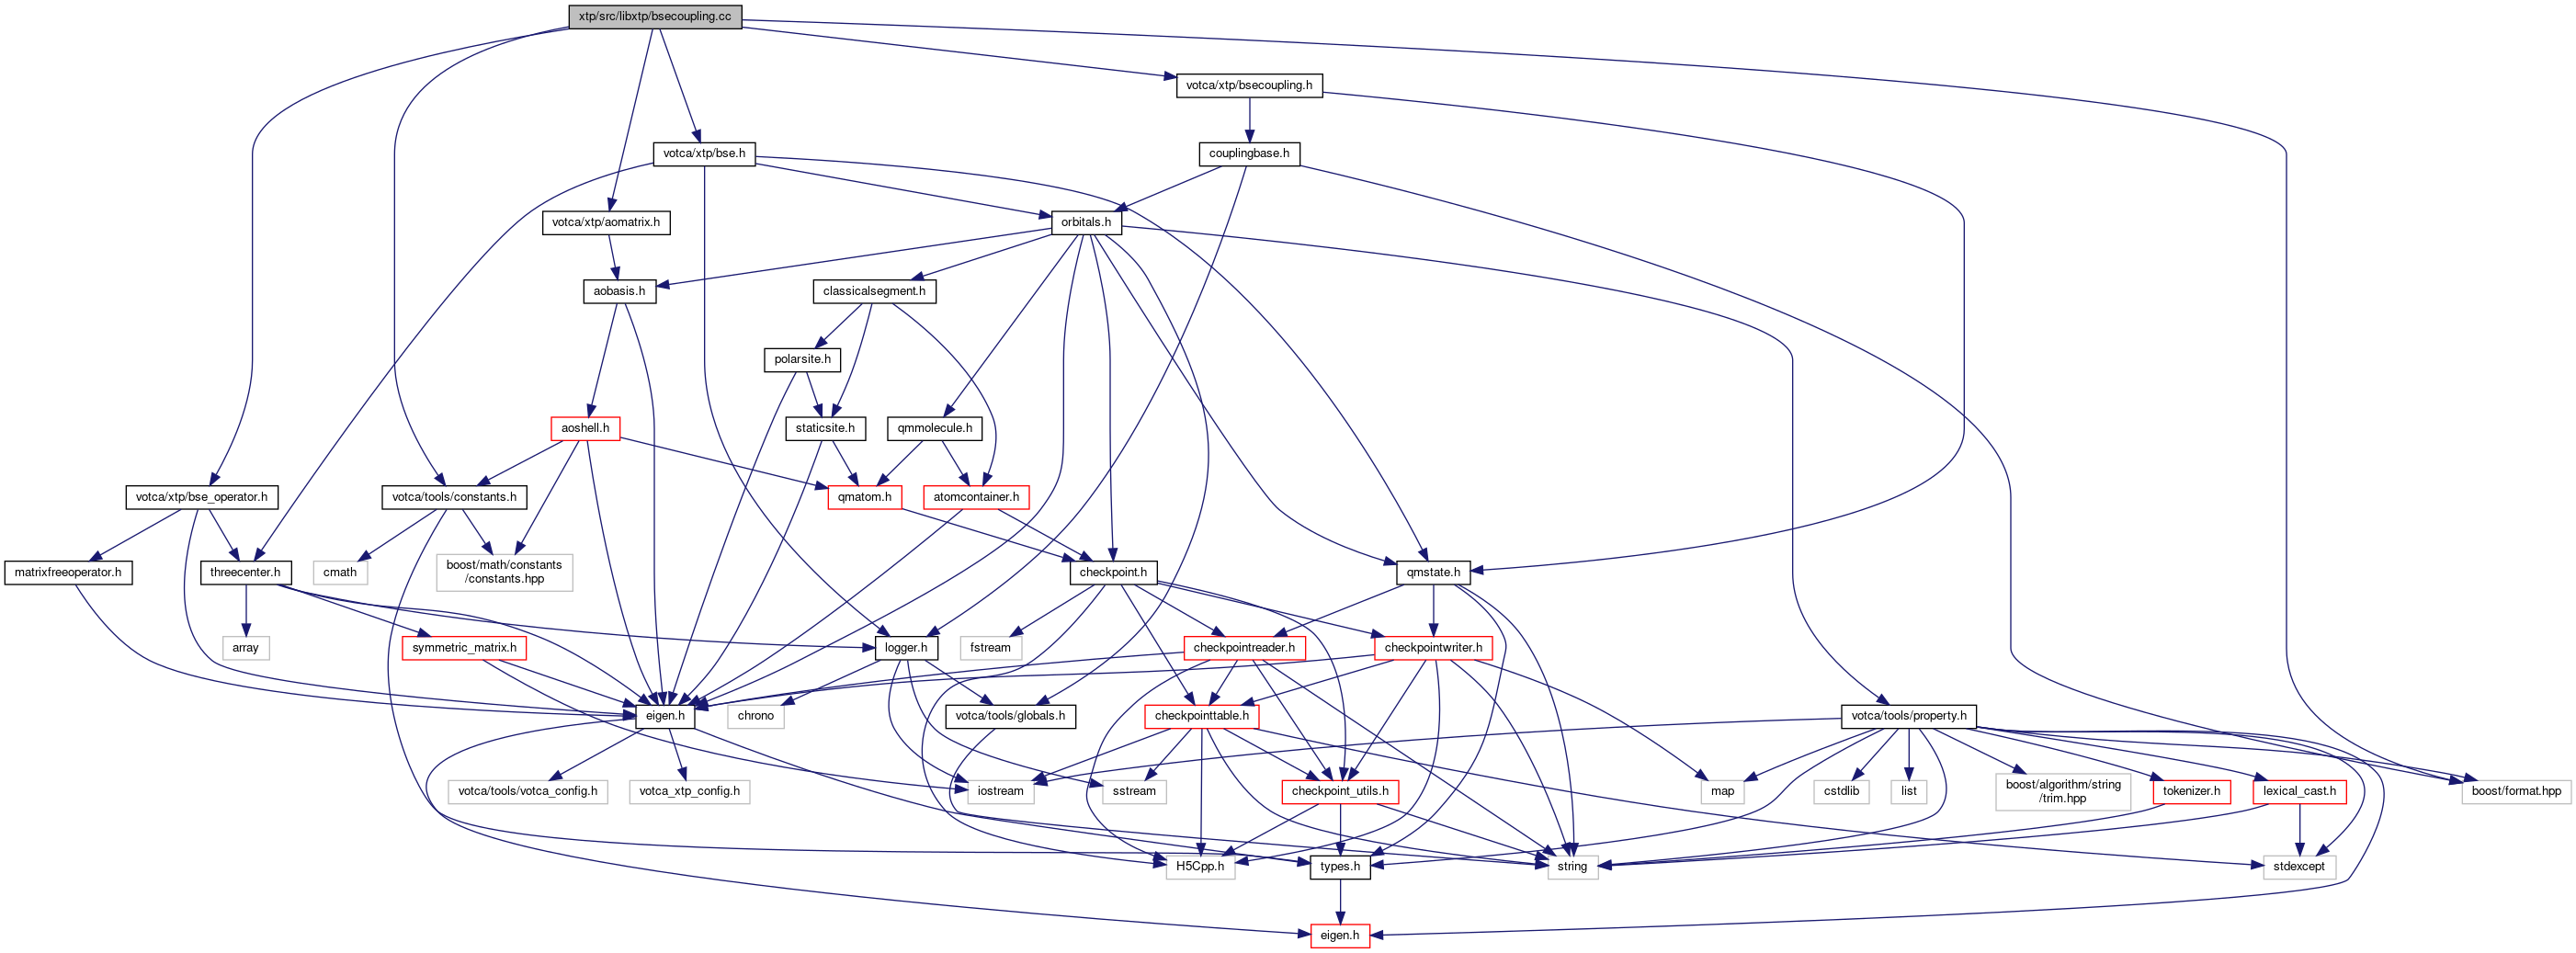 xtp/src/libxtp/bsecoupling.cc
votca/xtp/bsecoupling.h
votca/xtp/bse.h
couplingbase.h
votca/xtp/aomatrix.h
orbitals.h
aobasis.h
classicalsegment.h
polarsite.h
aoshell.h
staticsite.h
qmmolecule.h
votca/xtp/bse_operator.h
votca/tools/constants.h
qmatom.h
atomcontainer.h
matrixfreeoperator.h
threecenter.h
cmath
boost/math/constants
/constants.hpp
checkpoint.h
qmstate.h
array
symmetric_matrix.h
logger.h
fstream
checkpointreader.h
checkpointwriter.h
eigen.h
chrono
votca/tools/globals.h
checkpointtable.h
votca/tools/property.h
votca/tools/votca_config.h
votca_xtp_config.h
iostream
sstream
checkpoint_utils.h
map
cstdlib
list
boost/algorithm/string
/trim.hpp
tokenizer.h
lexical_cast.h
boost/format.hpp
H5Cpp.h
types.h
string
stdexcept
eigen.h